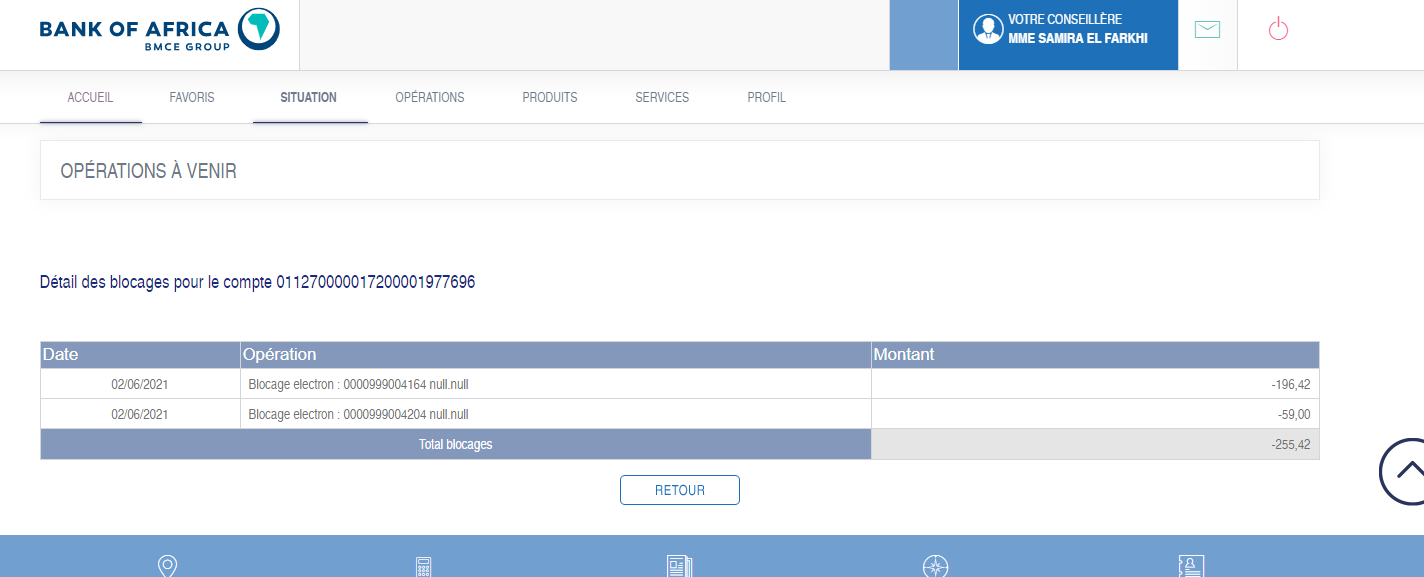 BANK OF AFRICA
BMCE GROUP
VOTRE CONSEILLÈRE
MME SAMIRA EL FARKHI
ACCUEIL FAVORIS SITUATION OPÉRATIONS PRODUITS SERVICES PROFIL
OPÉRATIONS À VENIR
Détail des blocages pour le compte 011270000017200001977696
Date Opération Montant
02/06/2021 Blocage electron : 0000999004164 null.null -196,42
02/06/2021 Blocage electron : 0000999004204 null.null -59,00
Total blocages -255,42
RETOUR